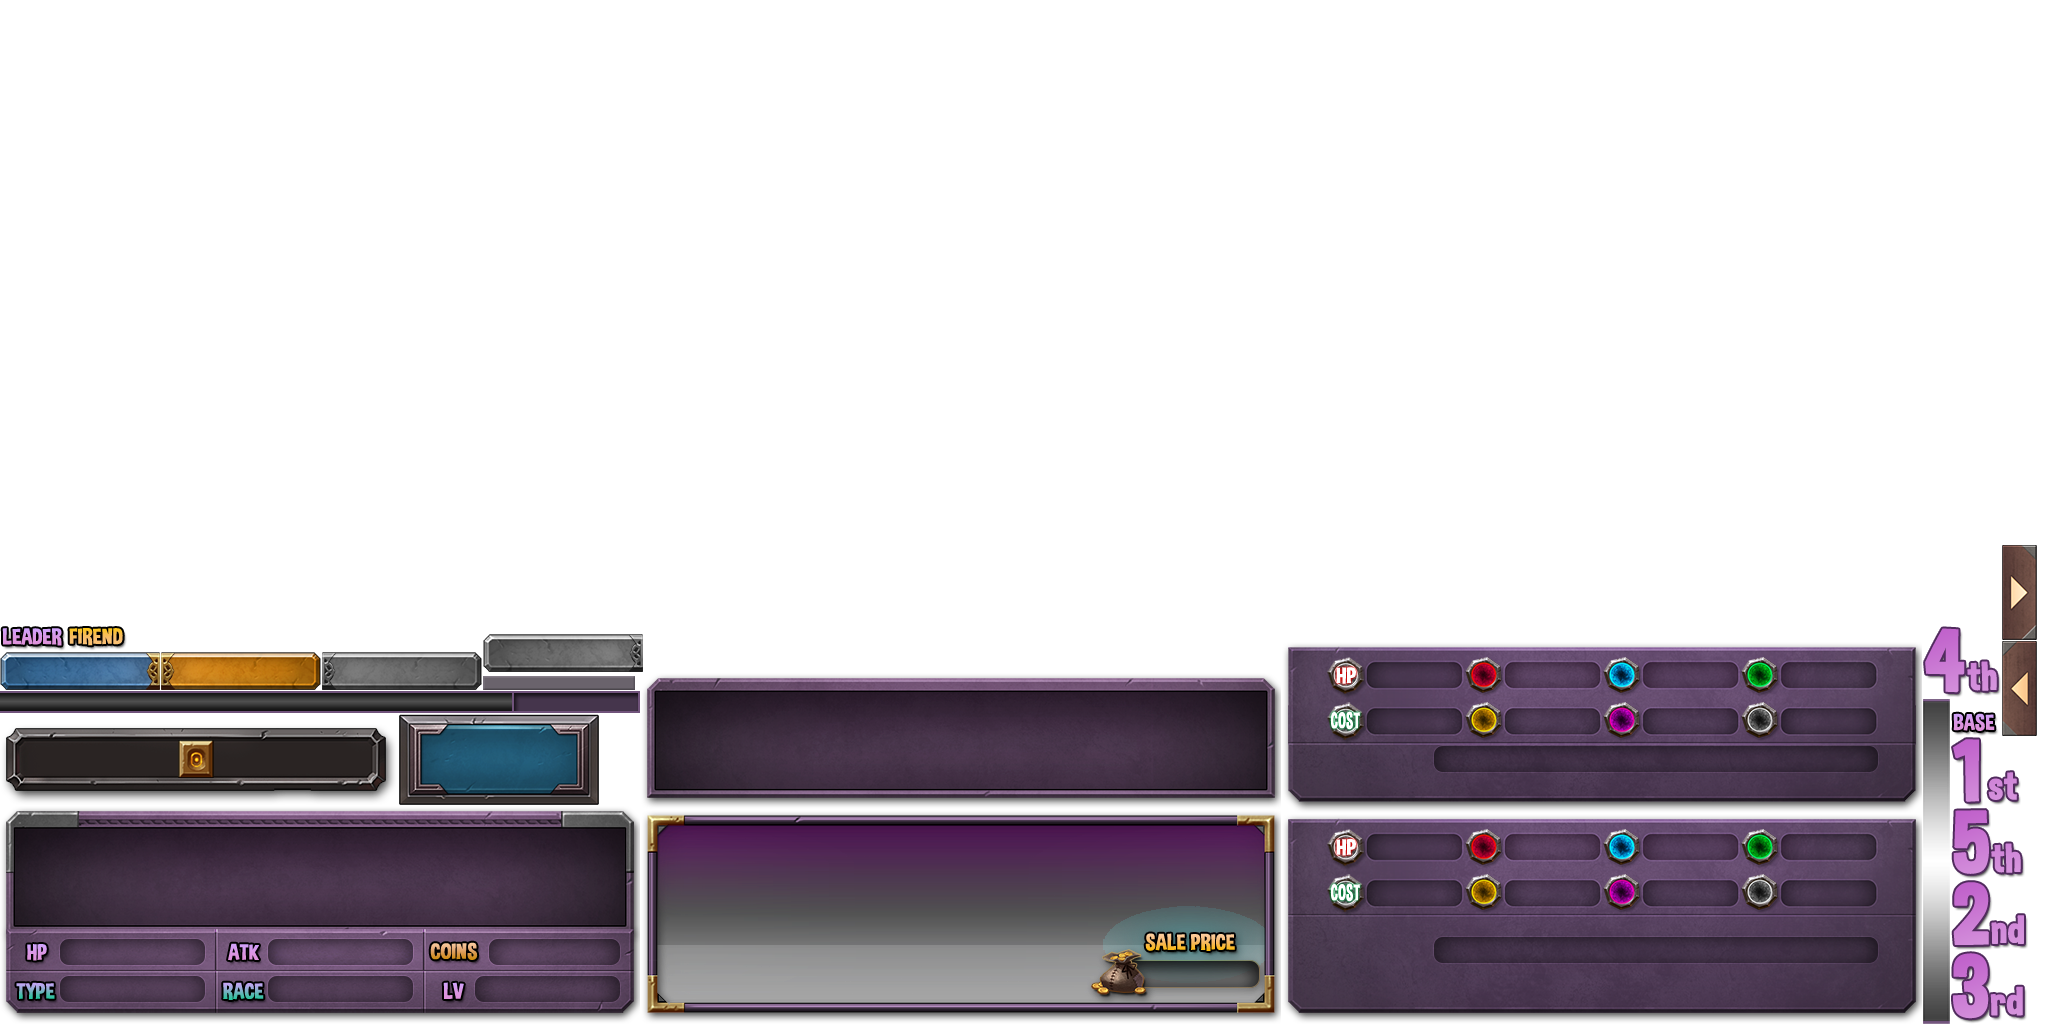 LEADER FIREND
HP ATK COINS
TYPE RACE LV
SALE PRICE
HP
COST
HP
COST
4th
BASE
1st
5th
2nd
3rd